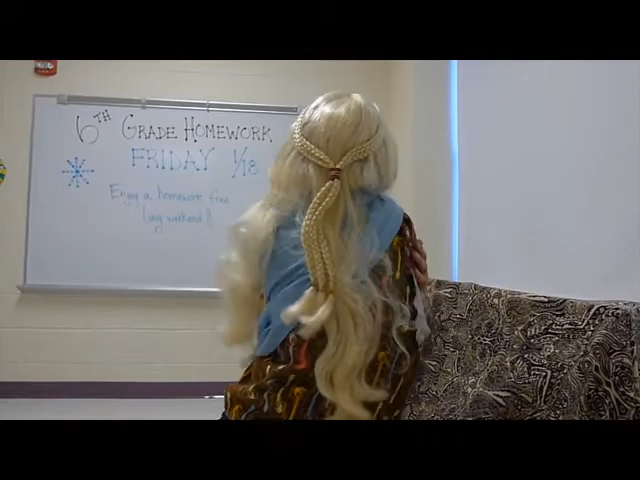 6TH GRADE HOMEWORK
FRIDAY 1/18
Enjoy a homework free
long weekend!